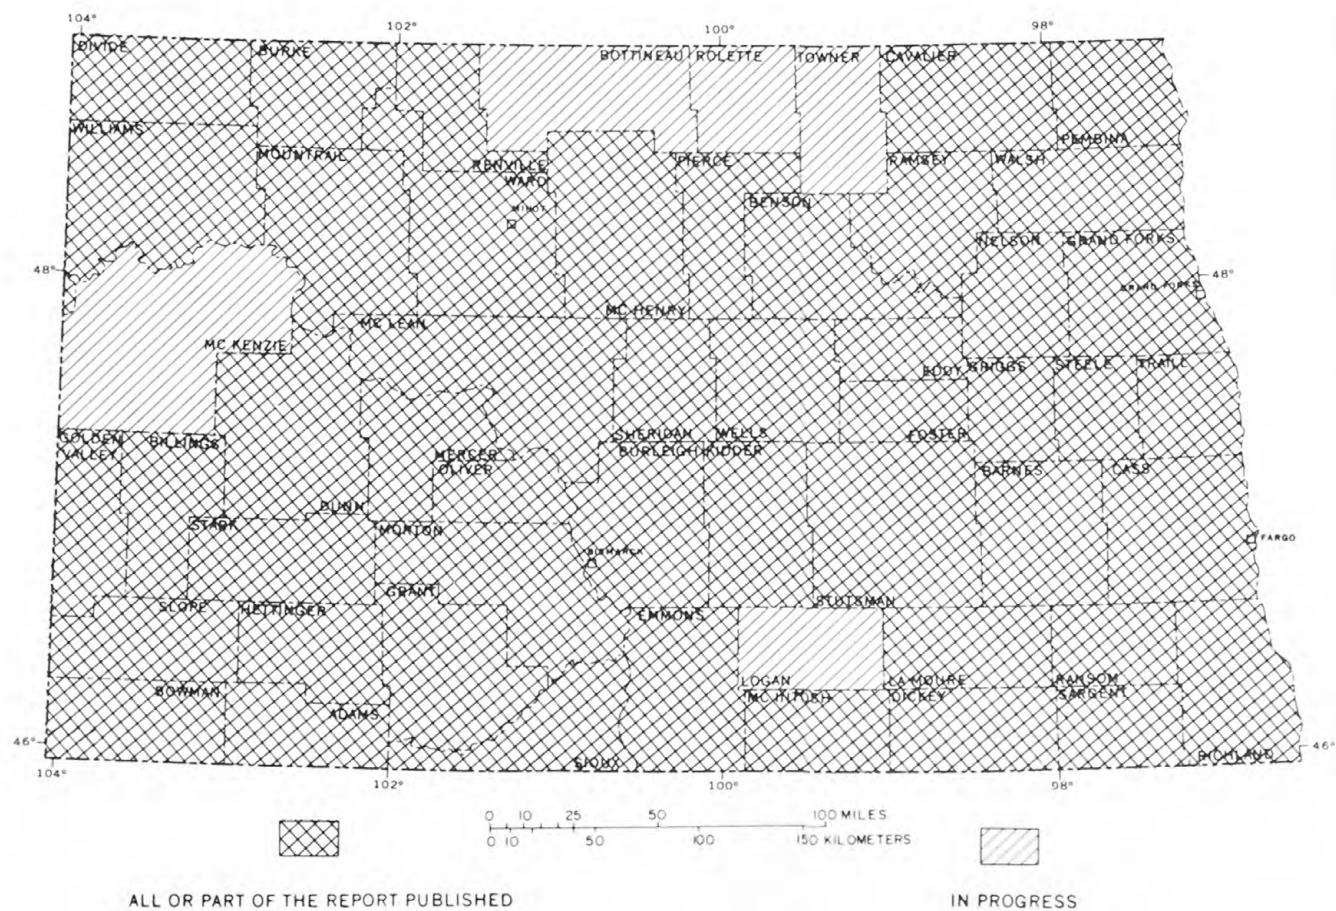 104° 102° 100° 98°
DIVIDE BURKE BOTTINEAU ROLETTE TOWNER CAVALIER
WILLIAMS MOUNTRAIL RENVILLE PIERCE RAMSEY WALSH PEMBINA
WARD
MINOT BENSON
NELSON GRAND FORKS
48° 48°
GRAND FORKS
MC LEAN MC HENRY
MC KENZIE EDDY GRIGGS STEELE TRAILL
GOLDEN VALLEY BILLINGS SHERIDAN WELLS FOSTER
MERCER BURLEIGH KIDDER
OLIVER BARNES CASS
DUNN
STARK MORTON
BISMARCK FARGO
GRANT
SLOPE HETTINGER EMMONS STUTSMAN
LOGAN LA MOURE RANSOM
BOWMAN MC INTOSH DICKEY SARGENT
ADAMS
46° 46°
SIOUX RICHLAND
104° 102° 100° 98°
0 10 25 50 100 MILES
0 10 50 100 150 KILOMETERS
ALL OR PART OF THE REPORT PUBLISHED IN PROGRESS